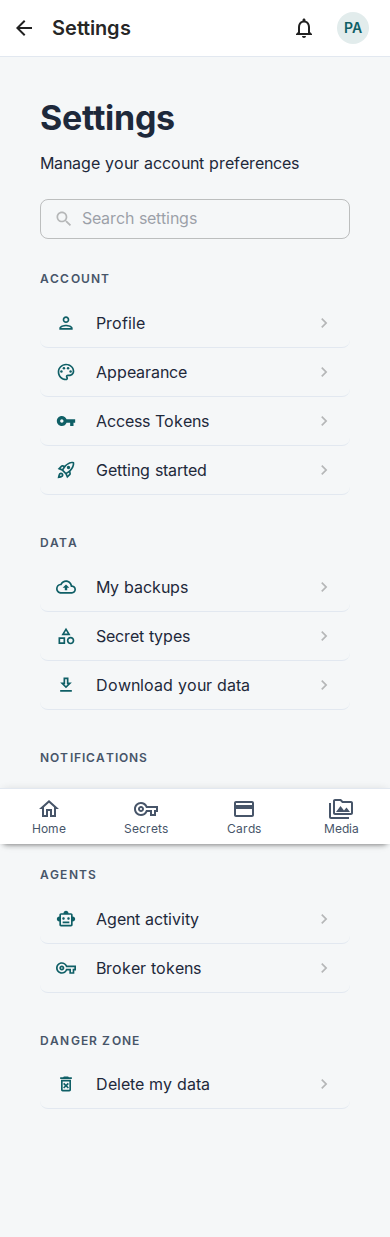 Settings
PA
Settings
Manage your account preferences
Search settings
ACCOUNT
Profile
Appearance
Access Tokens
Getting started
DATA
My backups
Secret types
Download your data
NOTIFICATIONS
Home
Secrets
Cards
Media
AGENTS
Agent activity
Broker tokens
DANGER ZONE
Delete my data